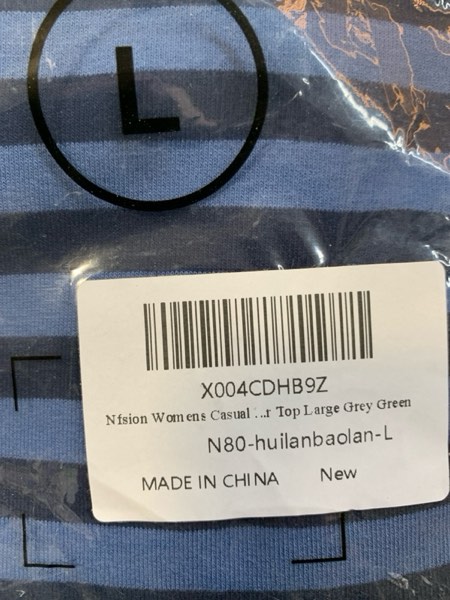 L
X004CDHB9Z
Nfsion Womens Casual ...r Top Large Grey Green
N80-huilanbaolan-L
MADE IN CHINA New